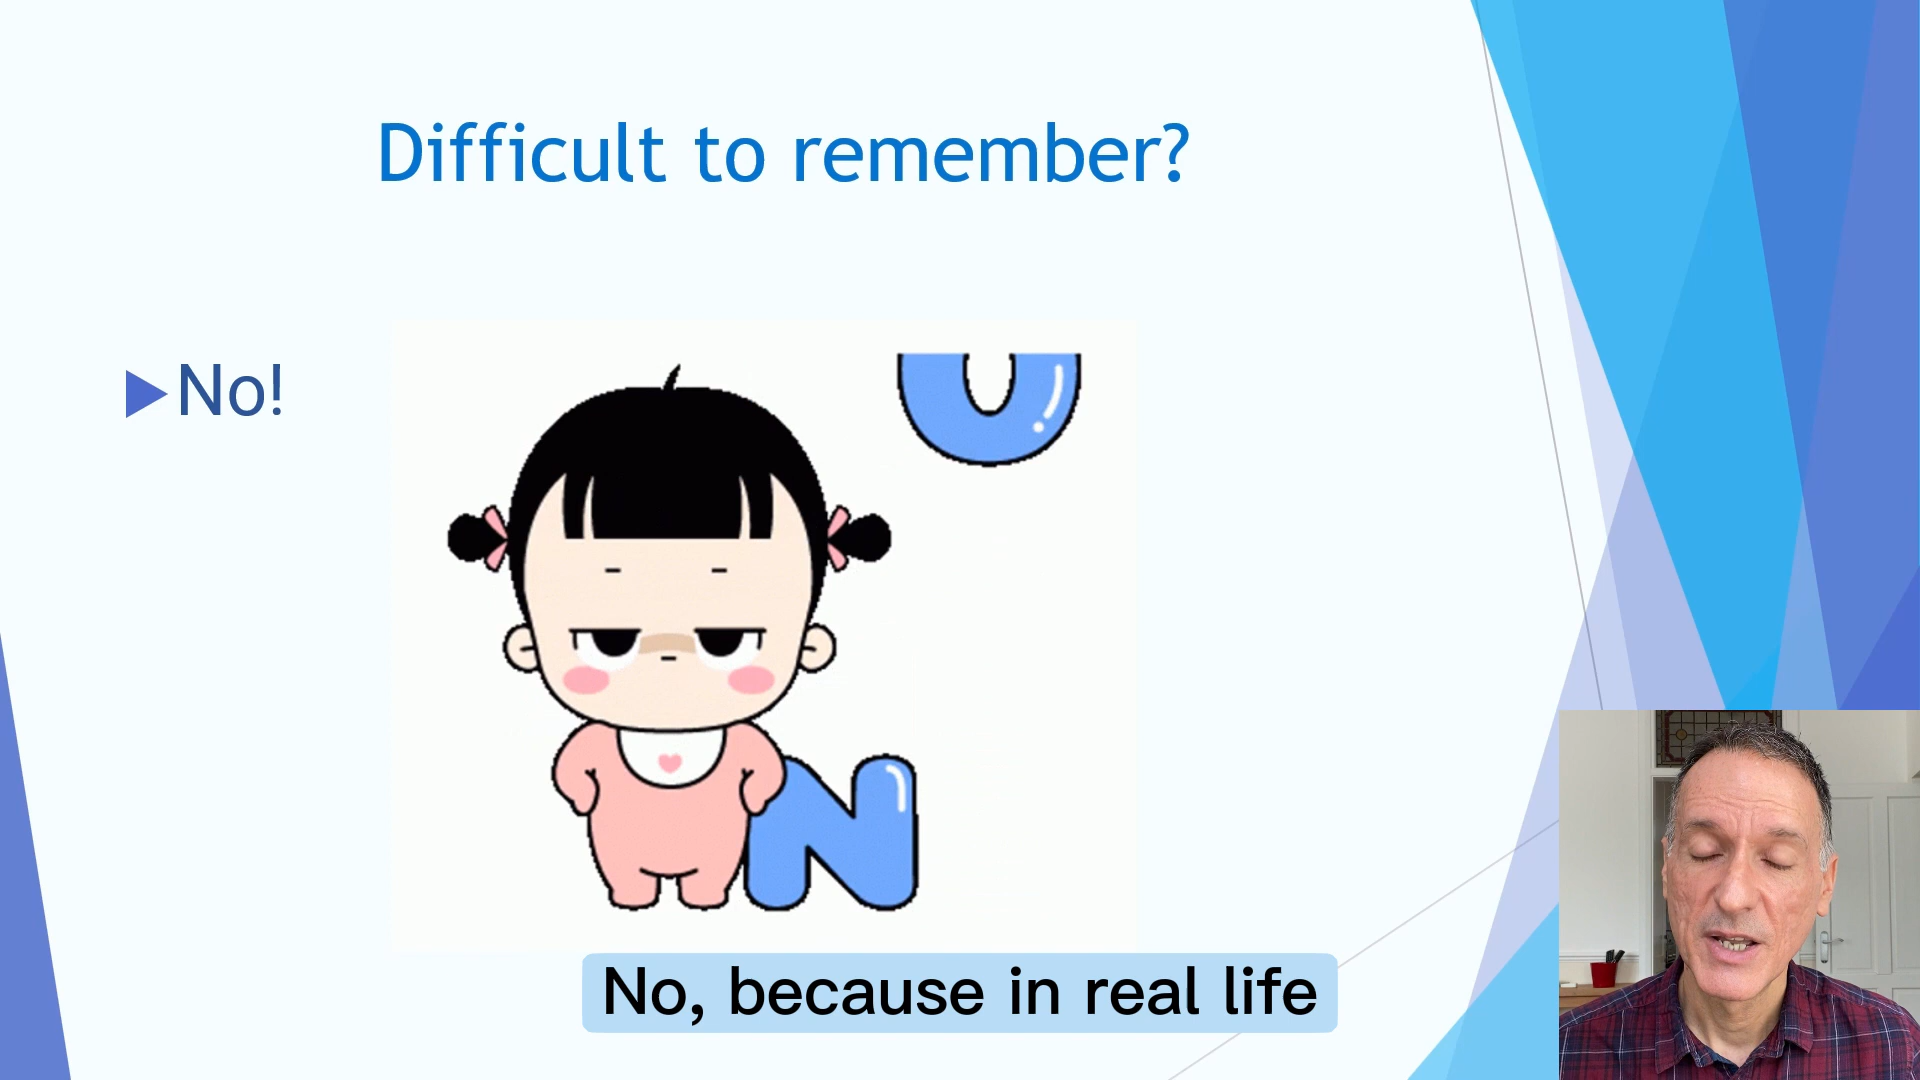 Difficult to remember?
No!
O
N
No, because in real life